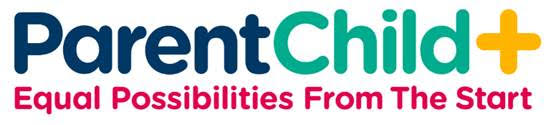 ParentChild+
Equal Possibilities From The Start